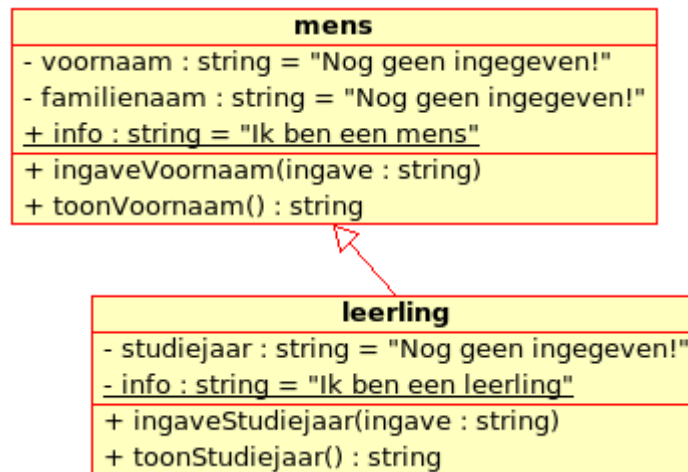 mens
- voornaam : string = "Nog geen ingegeven!"
- familienaam : string = "Nog geen ingegeven!"
+ info : string = "Ik ben een mens"
+ ingaveVoornaam(ingave : string)
+ toonVoornaam() : string
leerling
- studiejaar : string = "Nog geen ingegeven!"
- info : string = "Ik ben een leerling"
+ ingaveStudiejaar(ingave : string)
+ toonStudiejaar() : string